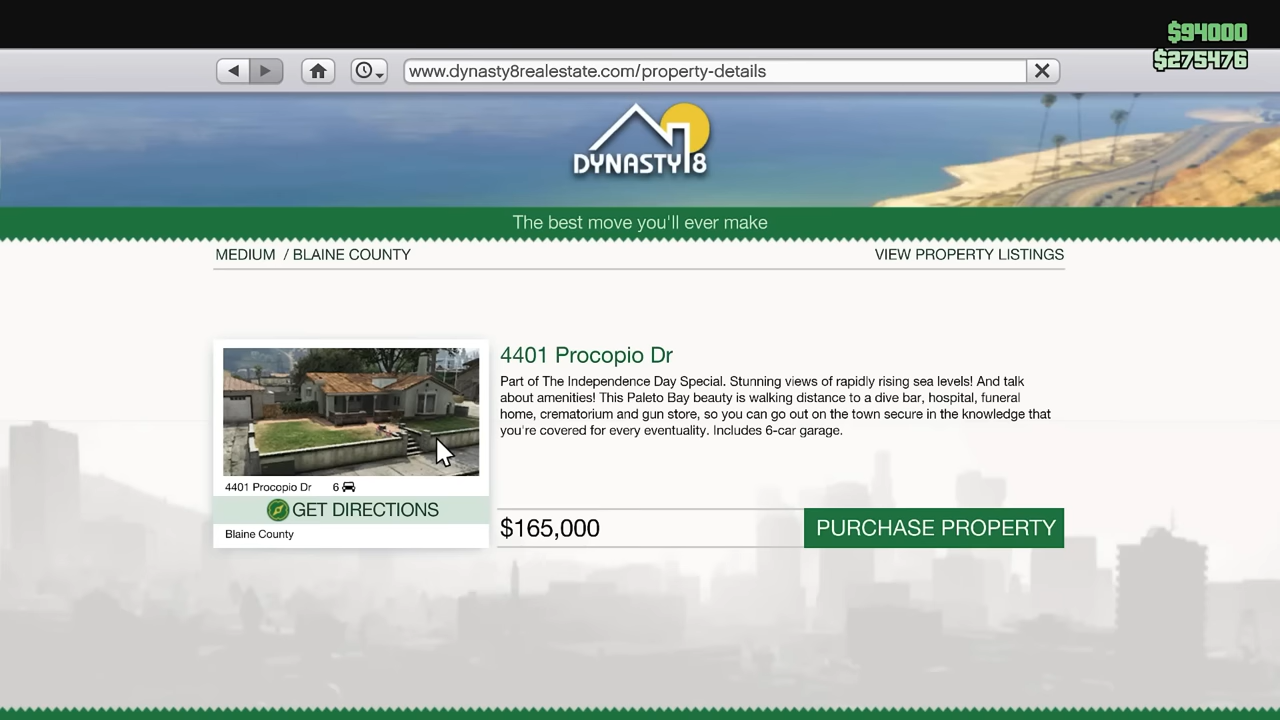 $94000
$275476
www.dynasty8realestate.com/property-details
DYNASTY 8
The best move you'll ever make
MEDIUM / BLAINE COUNTY
VIEW PROPERTY LISTINGS
4401 Procopio Dr
Part of The Independence Day Special. Stunning views of rapidly rising sea levels! And talk
about amenities! This Paleto Bay beauty is walking distance to a dive bar, hospital, funeral
home, crematorium and gun store, so you can go out on the town secure in the knowledge that
you're covered for every eventuality. Includes 6-car garage.
4401 Procopio Dr 6
GET DIRECTIONS
Blaine County
$165,000
PURCHASE PROPERTY